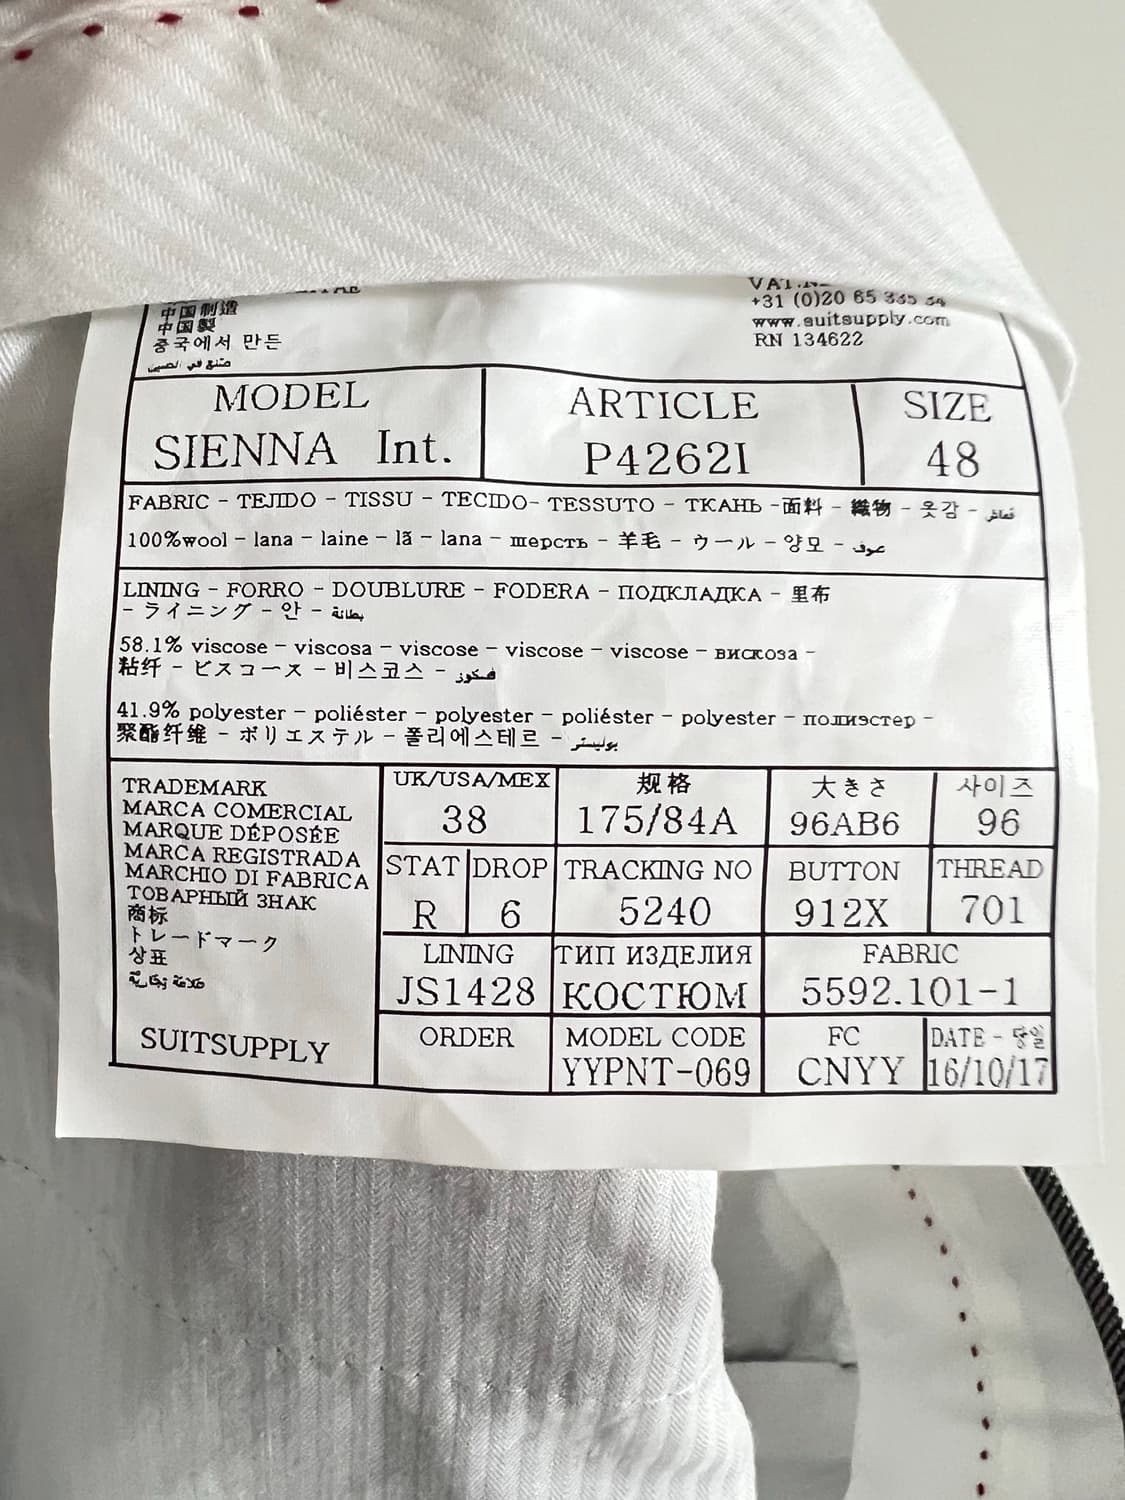 中国制造
中国製
중국에서 만든
صنع في الصين
+31 (0)20 65 335 34
www.suitsupply.com
RN 134622
MODEL
SIENNA Int.
ARTICLE
P4262I
SIZE
48
FABRIC - TEJIDO - TISSU - TECIDO- TESSUTO - ТКАНЬ -面料 - 織物 - 옷감 - قماش
100%wool - lana - laine - lã - lana - шерсть - 羊毛 - ウール - 양모 - صوف
LINING - FORRO - DOUBLURE - FODERA - ПОДКЛАДКА - 里布
- ライニング - 안 - بطانة
58.1% viscose - viscosa - viscose - viscose - viscose - вискоза -
粘纤 - ビスコース - 비스코스 - فسكوز
41.9% polyester - poliéster - polyester - poliéster - polyester - полиэстер -
聚酯纤维 - ポリエステル - 폴리에스테르 - بوليستر
TRADEMARK
MARCA COMERCIAL
MARQUE DÉPOSÉE
MARCA REGISTRADA
MARCHIO DI FABRICA
ТОВАРНЫЙ ЗНАК
商标
トレードマーク
상표
علامة تجارية
SUITSUPPLY
UK/USA/MEX
38
规格
175/84A
大きさ
96AB6
사이즈
96
STAT
R
DROP
6
TRACKING NO
5240
BUTTON
912X
THREAD
701
LINING
JS1428
ТИП ИЗДЕЛИЯ
КОСТЮМ
FABRIC
5592.101-1
ORDER
MODEL CODE
YYPNT-069
FC
CNYY
DATE - 당일
16/10/17